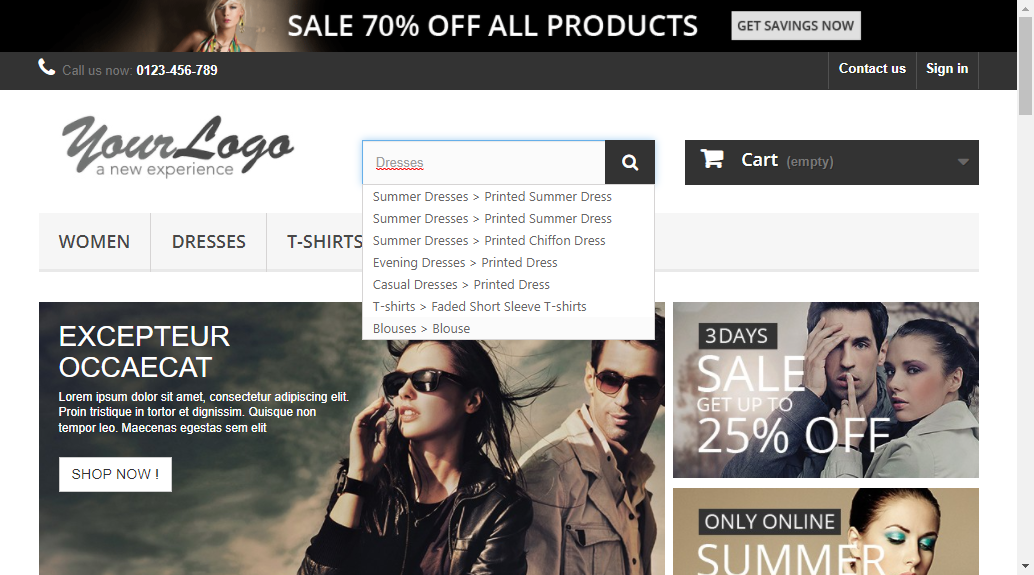 SALE 70% OFF ALL PRODUCTS GET SAVINGS NOW
Call us now: 0123-456-789 Contact us Sign in
YourLogo
a new experience
Dresses
Cart (empty)
Summer Dresses > Printed Summer Dress
Summer Dresses > Printed Summer Dress
Summer Dresses > Printed Chiffon Dress
Evening Dresses > Printed Dress
Casual Dresses > Printed Dress
T-shirts > Faded Short Sleeve T-shirts
Blouses > Blouse
WOMEN DRESSES T-SHIRTS
EXCEPTEUR
OCCAECAT
Lorem ipsum dolor sit amet, consectetur adipiscing elit.
Proin tristique in tortor et dignissim. Quisque non
tempor leo. Maecenas egestas sem elit
SHOP NOW !
3 DAYS
SALE
GET UP TO
25% OFF
ONLY ONLINE
SUMMER